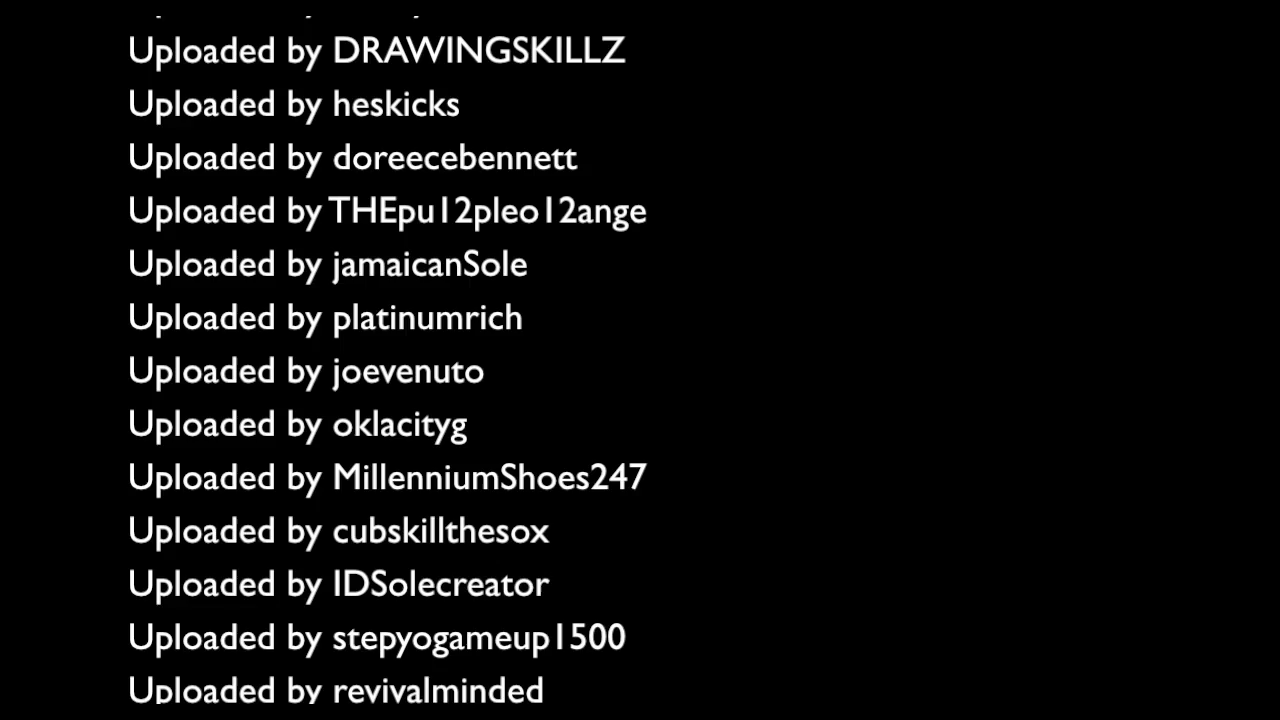 Uploaded by DRAWINGSKILLZ
Uploaded by heskicks
Uploaded by doreecebennett
Uploaded by THEpu12pleo12ange
Uploaded by jamaicanSole
Uploaded by platinumrich
Uploaded by joevenuto
Uploaded by oklacityg
Uploaded by MillenniumShoes247
Uploaded by cubskillthesox
Uploaded by IDSolecreator
Uploaded by stepyogameup1500
Uploaded by revivalminded